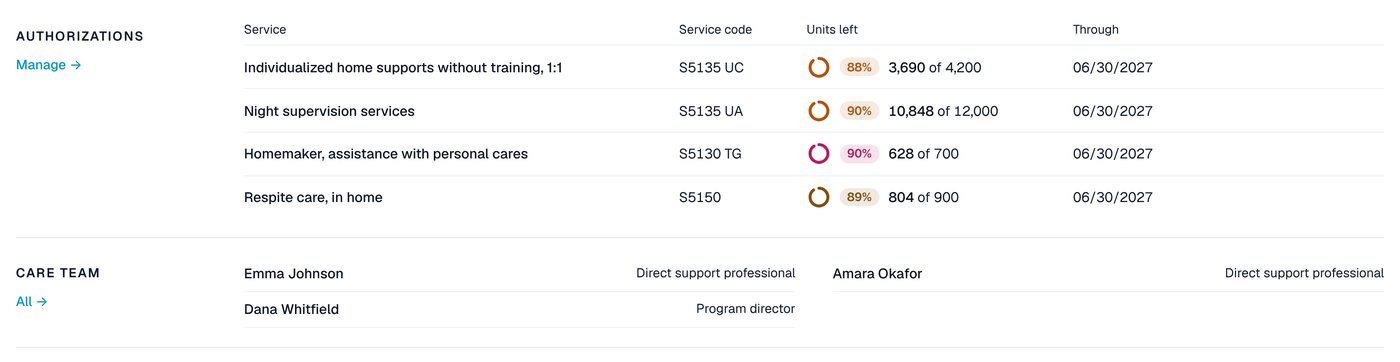 AUTHORIZATIONS
Manage →
Service Service code Units left Through
Individualized home supports without training, 1:1 S5135 UC 88% 3,690 of 4,200 06/30/2027
Night supervision services S5135 UA 90% 10,848 of 12,000 06/30/2027
Homemaker, assistance with personal cares S5130 TG 90% 628 of 700 06/30/2027
Respite care, in home S5150 89% 804 of 900 06/30/2027
CARE TEAM
All →
Emma Johnson Direct support professional Amara Okafor Direct support professional
Dana Whitfield Program director